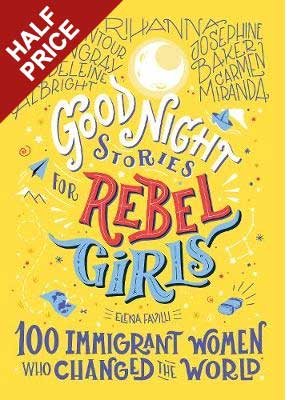 HALF
PRICE
RIHANNA
JOSEPHINE
BAKER
ALBRIGHT
CARMEN
MIRANDA
GOOD NIGHT
STORIES
FOR REBEL
GIRLS
ELENA FAVILLI
100 IMMIGRANT WOMEN
WHO CHANGED THE WORLD